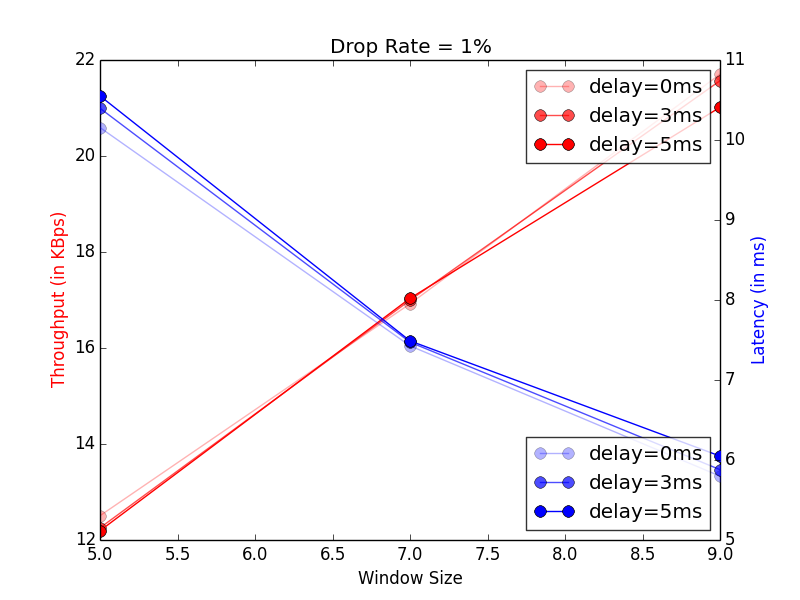 Drop Rate = 1%
22
20
18
16
14
12
Throughput (in KBps)
11
10
9
8
7
6
5
Latency (in ms)
delay=0ms
delay=3ms
delay=5ms
delay=0ms
delay=3ms
delay=5ms
5.0 5.5 6.0 6.5 7.0 7.5 8.0 8.5 9.0
Window Size